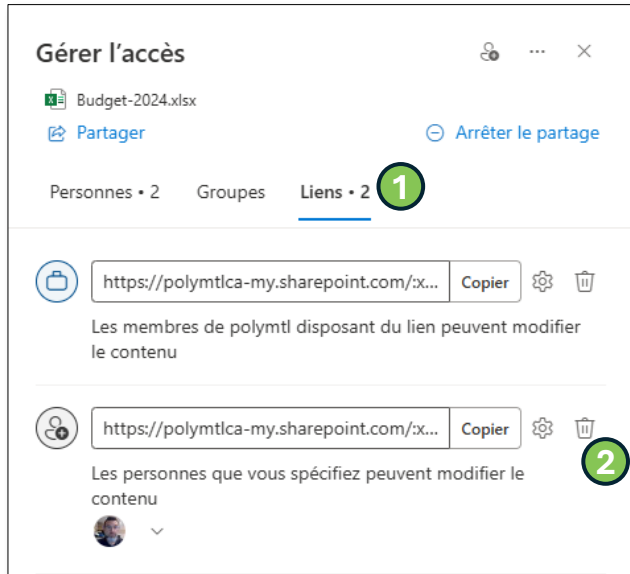 Gérer l’accès
Budget-2024.xlsx
Partager
Arrêter le partage
Personnes • 2 Groupes Liens • 2 1
https://polymtlca-my.sharepoint.com/:x... Copier
Les membres de polymtl disposant du lien peuvent modifier
le contenu
https://polymtlca-my.sharepoint.com/:x... Copier
2
Les personnes que vous spécifiez peuvent modifier le
contenu